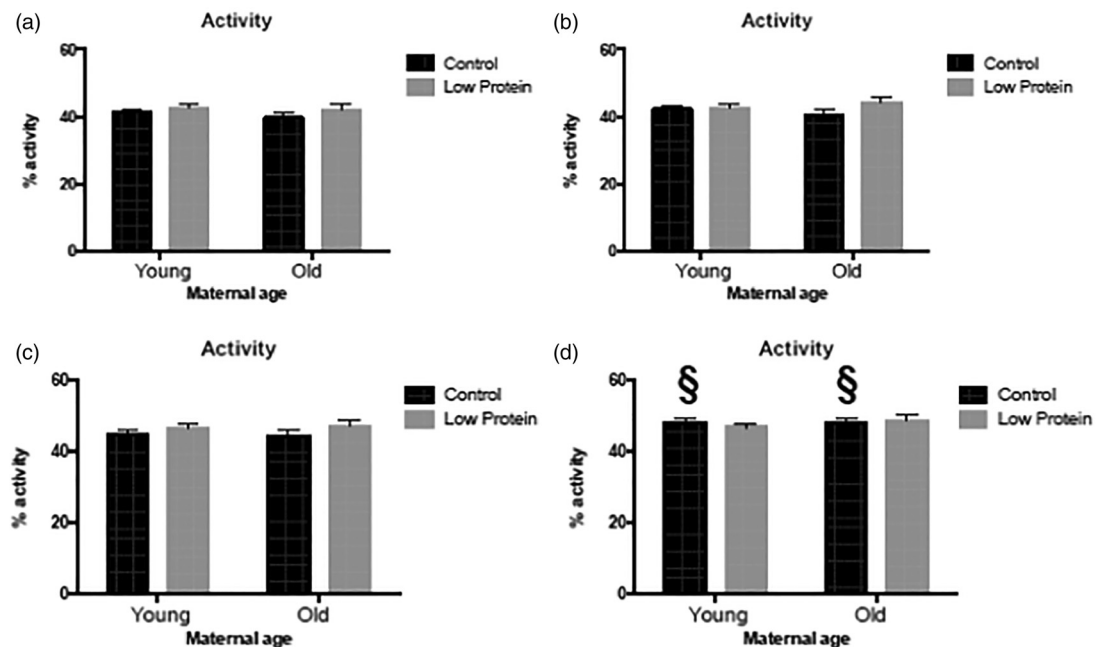 (a)
Activity
60
40
20
0
% activity
Young Old
Maternal age
Control
Low Protein
(b)
Activity
60
40
20
0
% activity
Young Old
Maternal age
Control
Low Protein
(c)
Activity
60
40
20
0
% activity
Young Old
Maternal age
Control
Low Protein
(d)
Activity
60
40
20
0
% activity
§ §
Young Old
Maternal age
Control
Low Protein